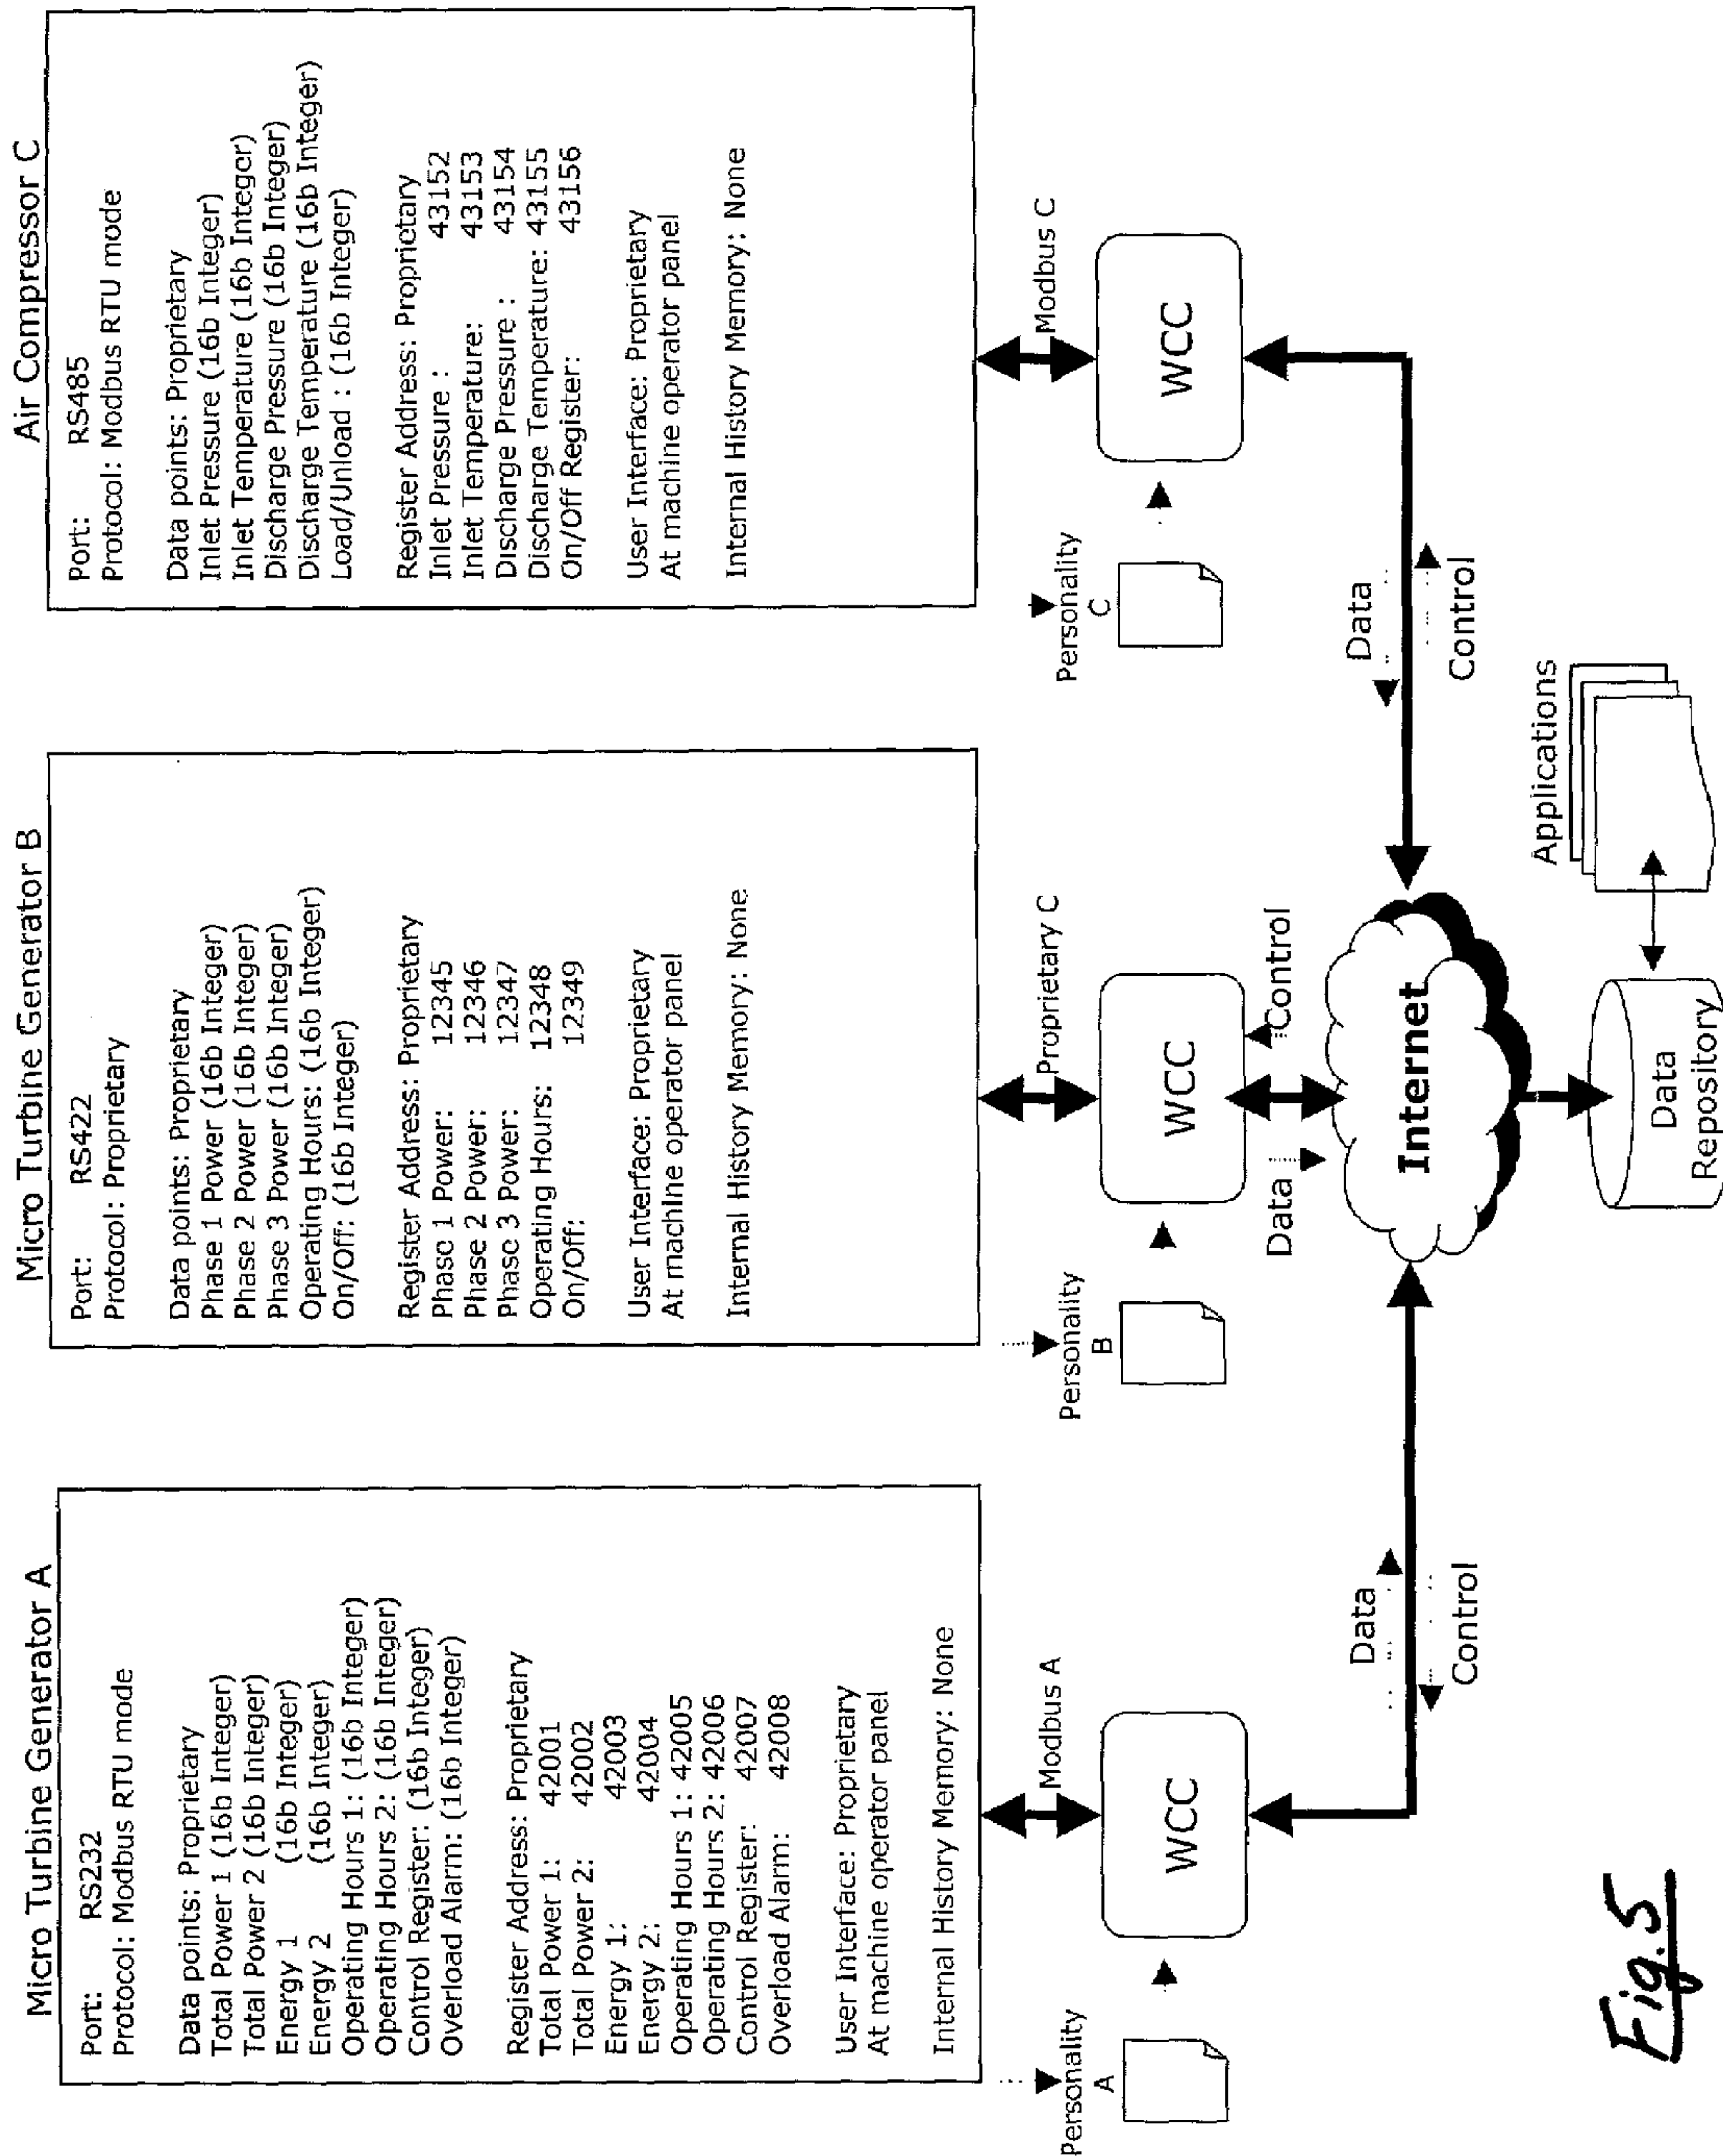 Micro Turbine Generator A
Port: RS232
Protocol: Modbus RTU mode
Data points: Proprietary
Total Power 1 (16b Integer)
Total Power 2 (16b Integer)
Energy 1 (16b Integer)
Energy 2 (16b Integer)
Operating Hours 1: (16b Integer)
Operating Hours 2: (16b Integer)
Control Register: (16b Integer)
Overload Alarm: (16b Integer)
Register Address: Proprietary
Total Power 1: 42001
Total Power 2: 42002
Energy 1: 42003
Energy 2: 42004
Operating Hours 1: 42005
Operating Hours 2: 42006
Control Register: 42007
Overload Alarm: 42008
User Interface: Proprietary
At machine operator panel
Internal History Memory: None
Micro Turbine Generator B
Port: RS422
Protocol: Proprietary
Data points: Proprietary
Phase 1 Power (16b Integer)
Phase 2 Power (16b Integer)
Phase 3 Power (16b Integer)
Operating Hours: (16b Integer)
On/Off: (16b Integer)
Register Address: Proprietary
Phase 1 Power: 12345
Phase 2 Power: 12346
Phase 3 Power: 12347
Operating Hours: 12348
On/Off: 12349
User Interface: Proprietary
At machine operator panel
Internal History Memory: None
Air Compressor C
Port: RS485
Protocol: Modbus RTU mode
Data points: Proprietary
Inlet Pressure (16b Integer)
Inlet Temperature (16b Integer)
Discharge Pressure (16b Integer)
Discharge Temperature (16b Integer)
Load/Unload : (16b Integer)
Register Address: Proprietary
Inlet Pressure : 43152
Inlet Temperature: 43153
Discharge Pressure : 43154
Discharge Temperature: 43155
On/Off Register: 43156
User Interface: Proprietary
At machine operator panel
Internal History Memory: None
Personality
A
Modbus A
WCC
Personality
B
Proprietary C
WCC
Personality
C
Modbus C
WCC
Data
Control
Data
Control
Data
Control
Internet
Data
Repository
Applications
Fig.5